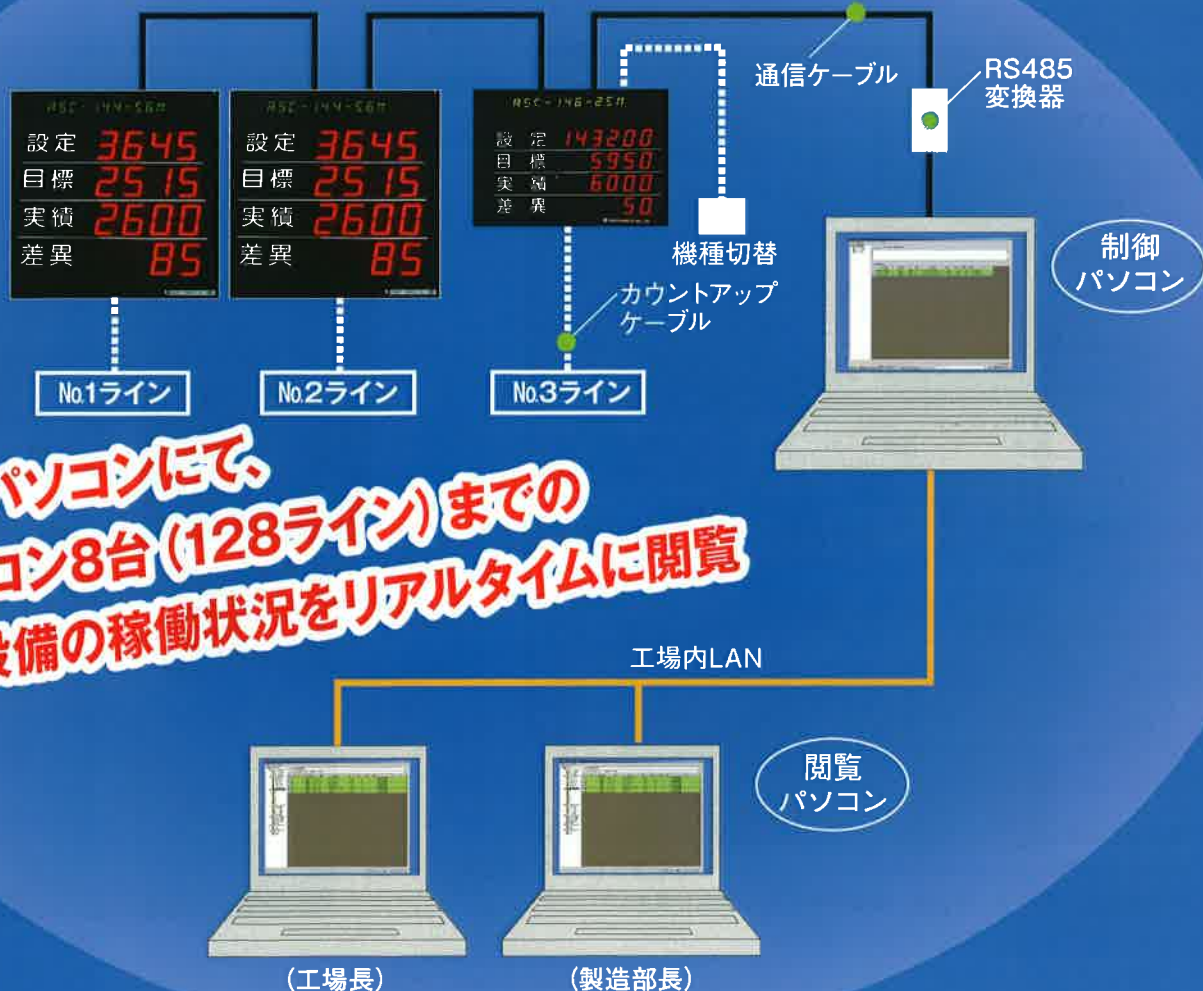 通信ケーブル
RS485
変換器
ASC-144-56M
設定 3645
目標 2515
実績 2600
差異 85
ASC-144-56M
設定 3645
目標 2515
実績 2600
差異 85
ASC-146-25M
設定 143200
目標 5950
実績 6000
差異 50
機種切替
カウントアップ
ケーブル
制御
パソコン
No.1ライン
No.2ライン
No.3ライン
パソコンにて、
コン8台(128ライン)までの
設備の稼働状況をリアルタイムに閲覧
工場内LAN
閲覧
パソコン
(工場長)
(製造部長)